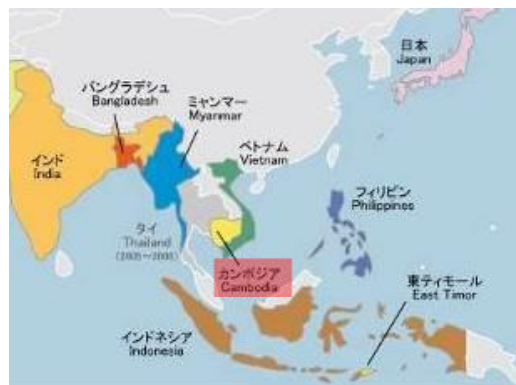 日本
Japan
バングラデシュ
Bangladesh
ミャンマー
Myanmar
インド
India
ベトナム
Vietnam
タイ
Thailand
フィリピン
Philippines
カンボジア
Cambodia
東ティモール
East Timor
インドネシア
Indonesia